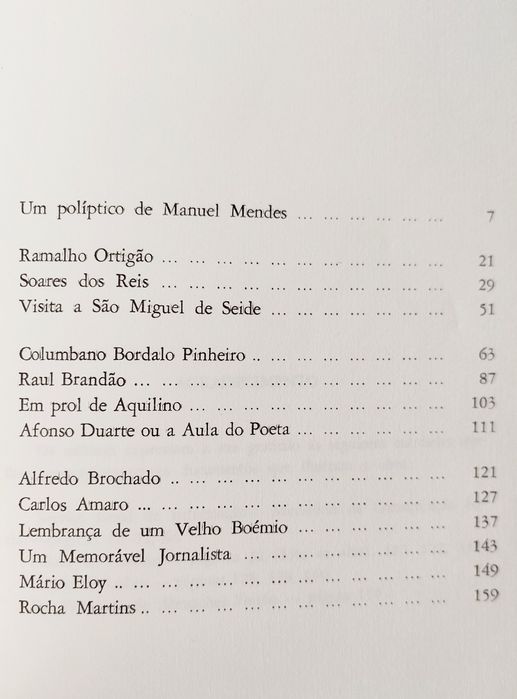 Um políptico de Manuel Mendes ... ... ... ... ... ... 7
Ramalho Ortigão ... ... ... ... ... ... ... ... ... ... ... 21
Soares dos Reis ... ... ... ... ... ... ... ... ... ... ... 29
Visita a São Miguel de Seide ... ... ... ... ... ... ... 51
Columbano Bordalo Pinheiro .. ... ... ... ... ... ... ... 63
Raul Brandão ... ... ... ... ... ... ... ... ... ... ... ... 87
Em prol de Aquilino ... ... ... ... ... ... ... ... ... ... 103
Afonso Duarte ou a Aula do Poeta ... ... ... ... ... ... 111
Alfredo Brochado .. ... ... ... ... ... ... ... ... ... ... 121
Carlos Amaro ... ... ... ... ... ... ... ... ... ... ... ... 127
Lembrança de um Velho Boémio ... ... ... ... ... ... 137
Um Memorável Jornalista ... ... ... ... ... ... ... ... 143
Mário Eloy .. ... ... ... ... ... ... ... ... ... ... ... ... 149
Rocha Martins .. ... ... ... ... ... ... ... ... ... ... ... 159